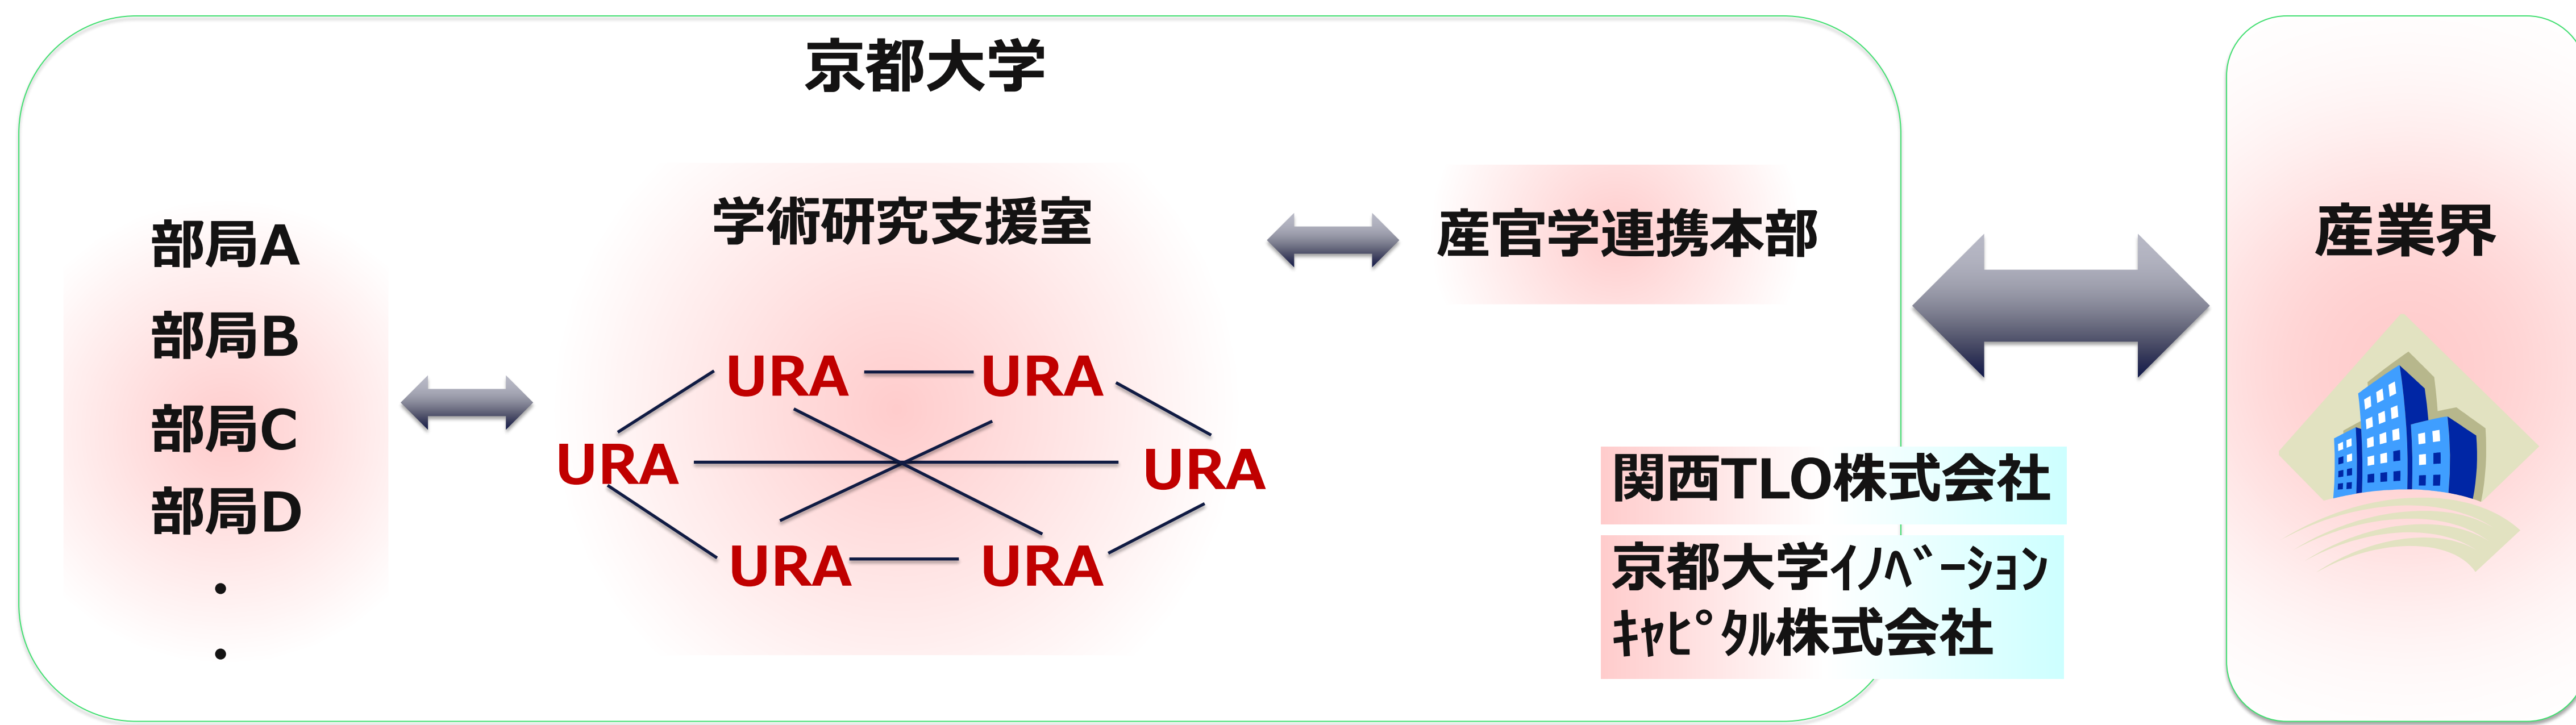 京都大学
部局A
部局B
部局C
部局D
・
・
学術研究支援室
URA
URA
URA
URA
URA
URA
産官学連携本部
関西TLO株式会社
京都大学ｲﾉﾍﾞｰｼｮﾝ
ｷｬﾋﾟﾀﾙ株式会社
産業界